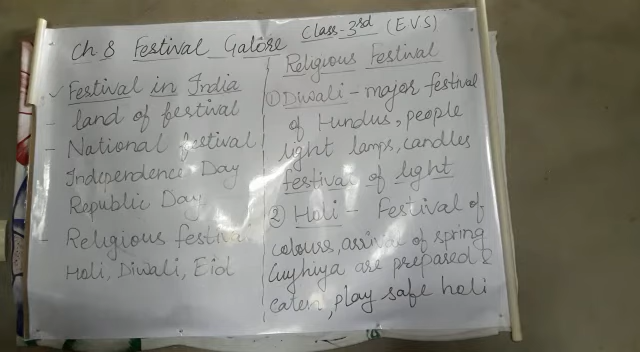 Ch 8 Festival Galore Class-3rd (EVS)
✓ Festival in India
- land of festival
- National festival
Independence Day
Republic Day
- Religious festival
Holi, Diwali, Eid
Religious Festival
① Diwali - major festival
of Hundus, people
light lamps, candles
festival of light
② Holi - Festival of
colours, arrival of spring
Gujhiya are prepared &
eaten, play safe holi